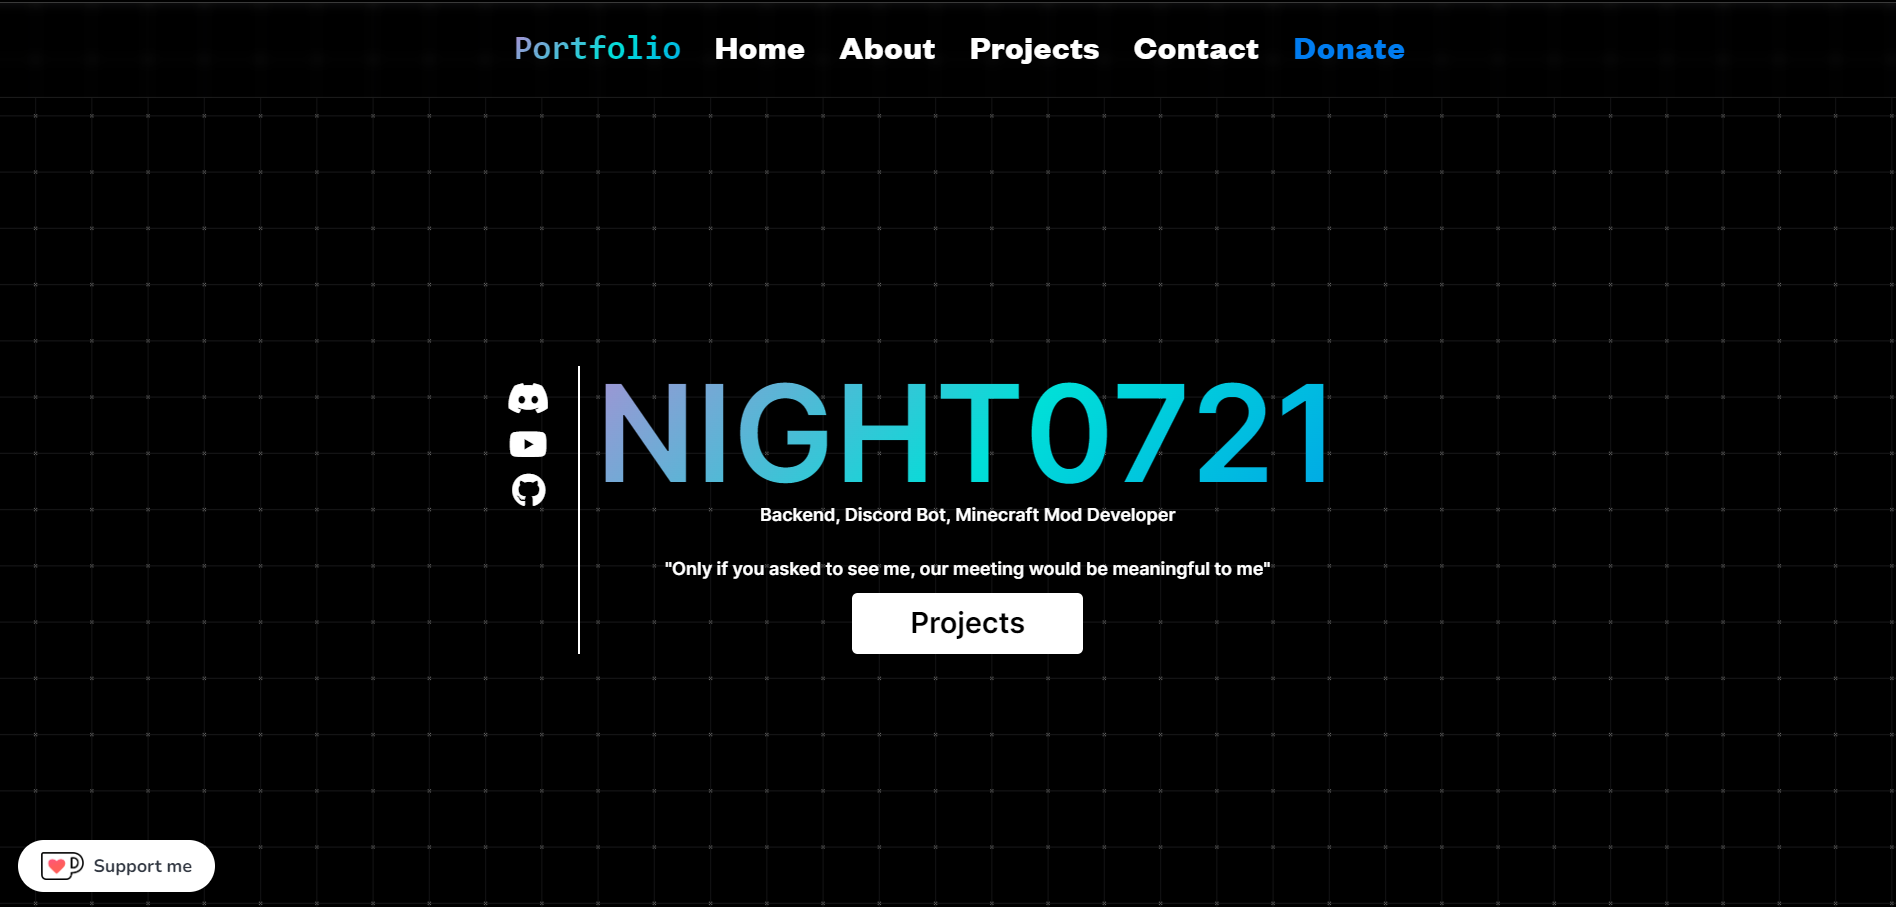 Portfolio Home About Projects Contact Donate
NIGHT0721
Backend, Discord Bot, Minecraft Mod Developer
"Only if you asked to see me, our meeting would be meaningful to me"
Projects
Support me